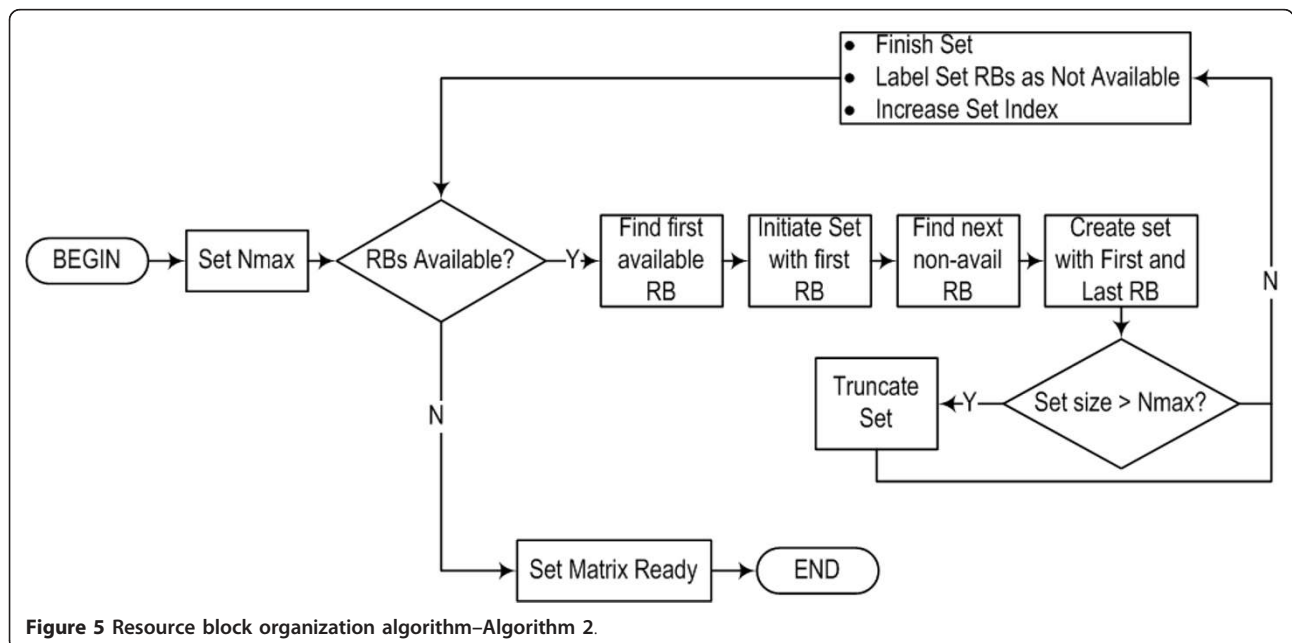 • Finish Set
• Label Set RBs as Not Available
• Increase Set Index
BEGIN
Set Nmax
RBs Available?
Y
Find first
available
RB
Initiate Set
with first
RB
Find next
non-avail
RB
Create set
with First and
Last RB
N
Truncate
Set
Y
Set size > Nmax?
N
Set Matrix Ready
END
Figure 5 Resource block organization algorithm–Algorithm 2.